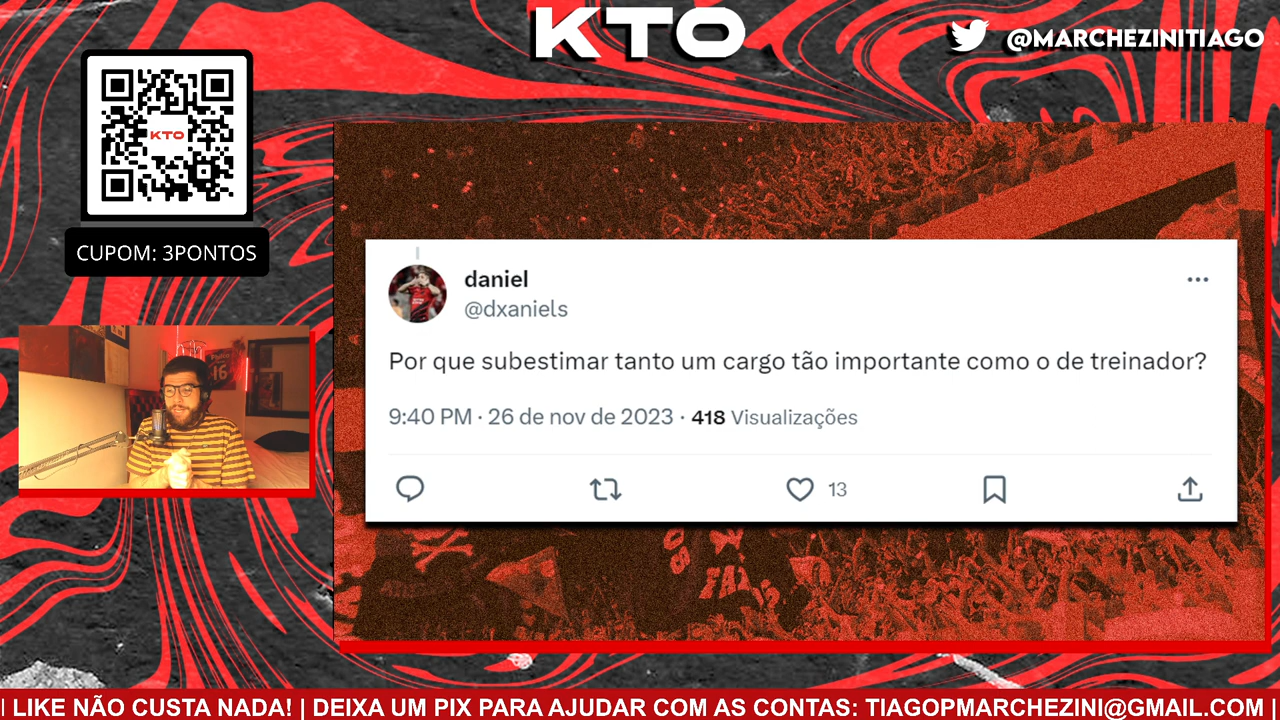 KTO
@MARCHEZINITIAGO
KTO
CUPOM: 3PONTOS
16
daniel
@dxaniels
Por que subestimar tanto um cargo tão importante como o de treinador?
9:40 PM · 26 de nov de 2023 · 418 Visualizações
13
LIKE NÃO CUSTA NADA! | DEIXA UM PIX PARA AJUDAR COM AS CONTAS: TIAGOPMARCHEZINI@GMAIL.COM |